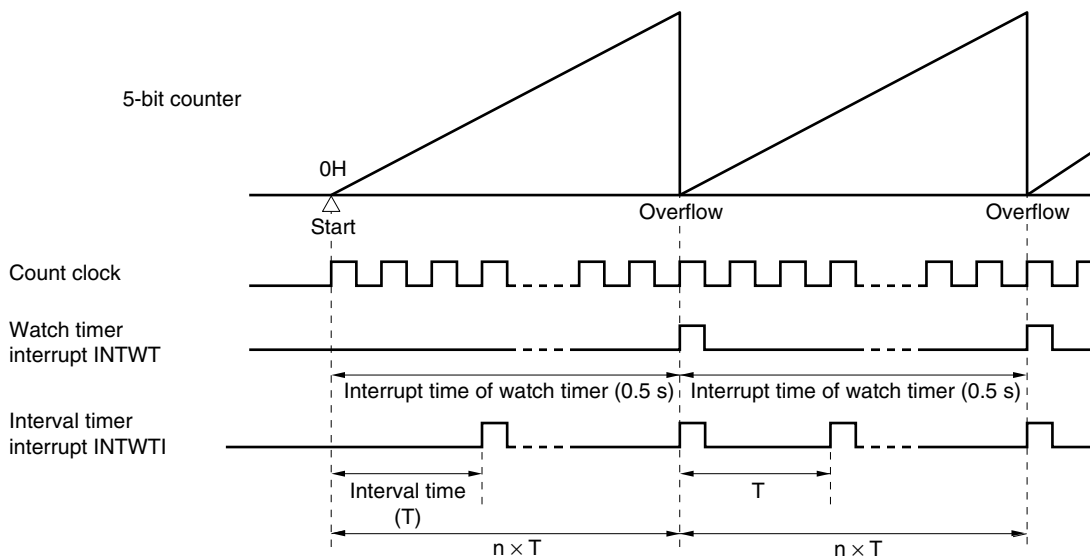 5-bit counter
0H
Start
Overflow
Overflow
Count clock
Watch timer
interrupt INTWT
Interrupt time of watch timer (0.5 s)
Interrupt time of watch timer (0.5 s)
Interval timer
interrupt INTWTI
Interval time
(T)
T
n × T
n × T